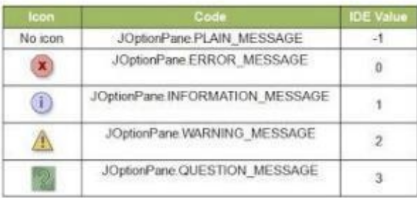 Icon Code IDE Value
No icon JOptionPane.PLAIN_MESSAGE -1
JOptionPane.ERROR_MESSAGE 0
JOptionPane.INFORMATION_MESSAGE 1
JOptionPane.WARNING_MESSAGE 2
JOptionPane.QUESTION_MESSAGE 3